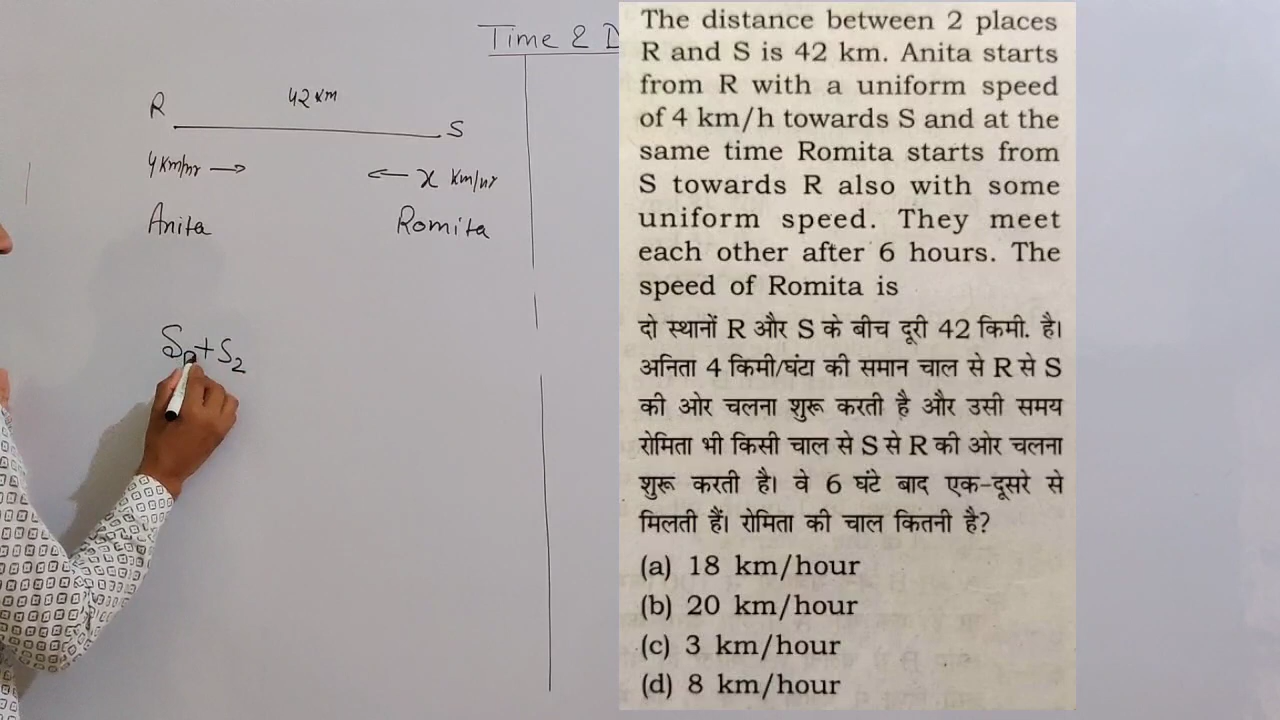 Time & D
R
42 km
S
4 km/hr →
← x km/hr
Anita
Romita
S + S2
The distance between 2 places
R and S is 42 km. Anita starts
from R with a uniform speed
of 4 km/h towards S and at the
same time Romita starts from
S towards R also with some
uniform speed. They meet
each other after 6 hours. The
speed of Romita is
दो स्थानों R और S के बीच दूरी 42 किमी. है।
अनिता 4 किमी/घंटा की समान चाल से R से S
की ओर चलना शुरू करती है और उसी समय
रोमिता भी किसी चाल से S से R की ओर चलना
शुरू करती है। वे 6 घंटे बाद एक-दूसरे से
मिलती हैं। रोमिता की चाल कितनी है?
(a) 18 km/hour
(b) 20 km/hour
(c) 3 km/hour
(d) 8 km/hour